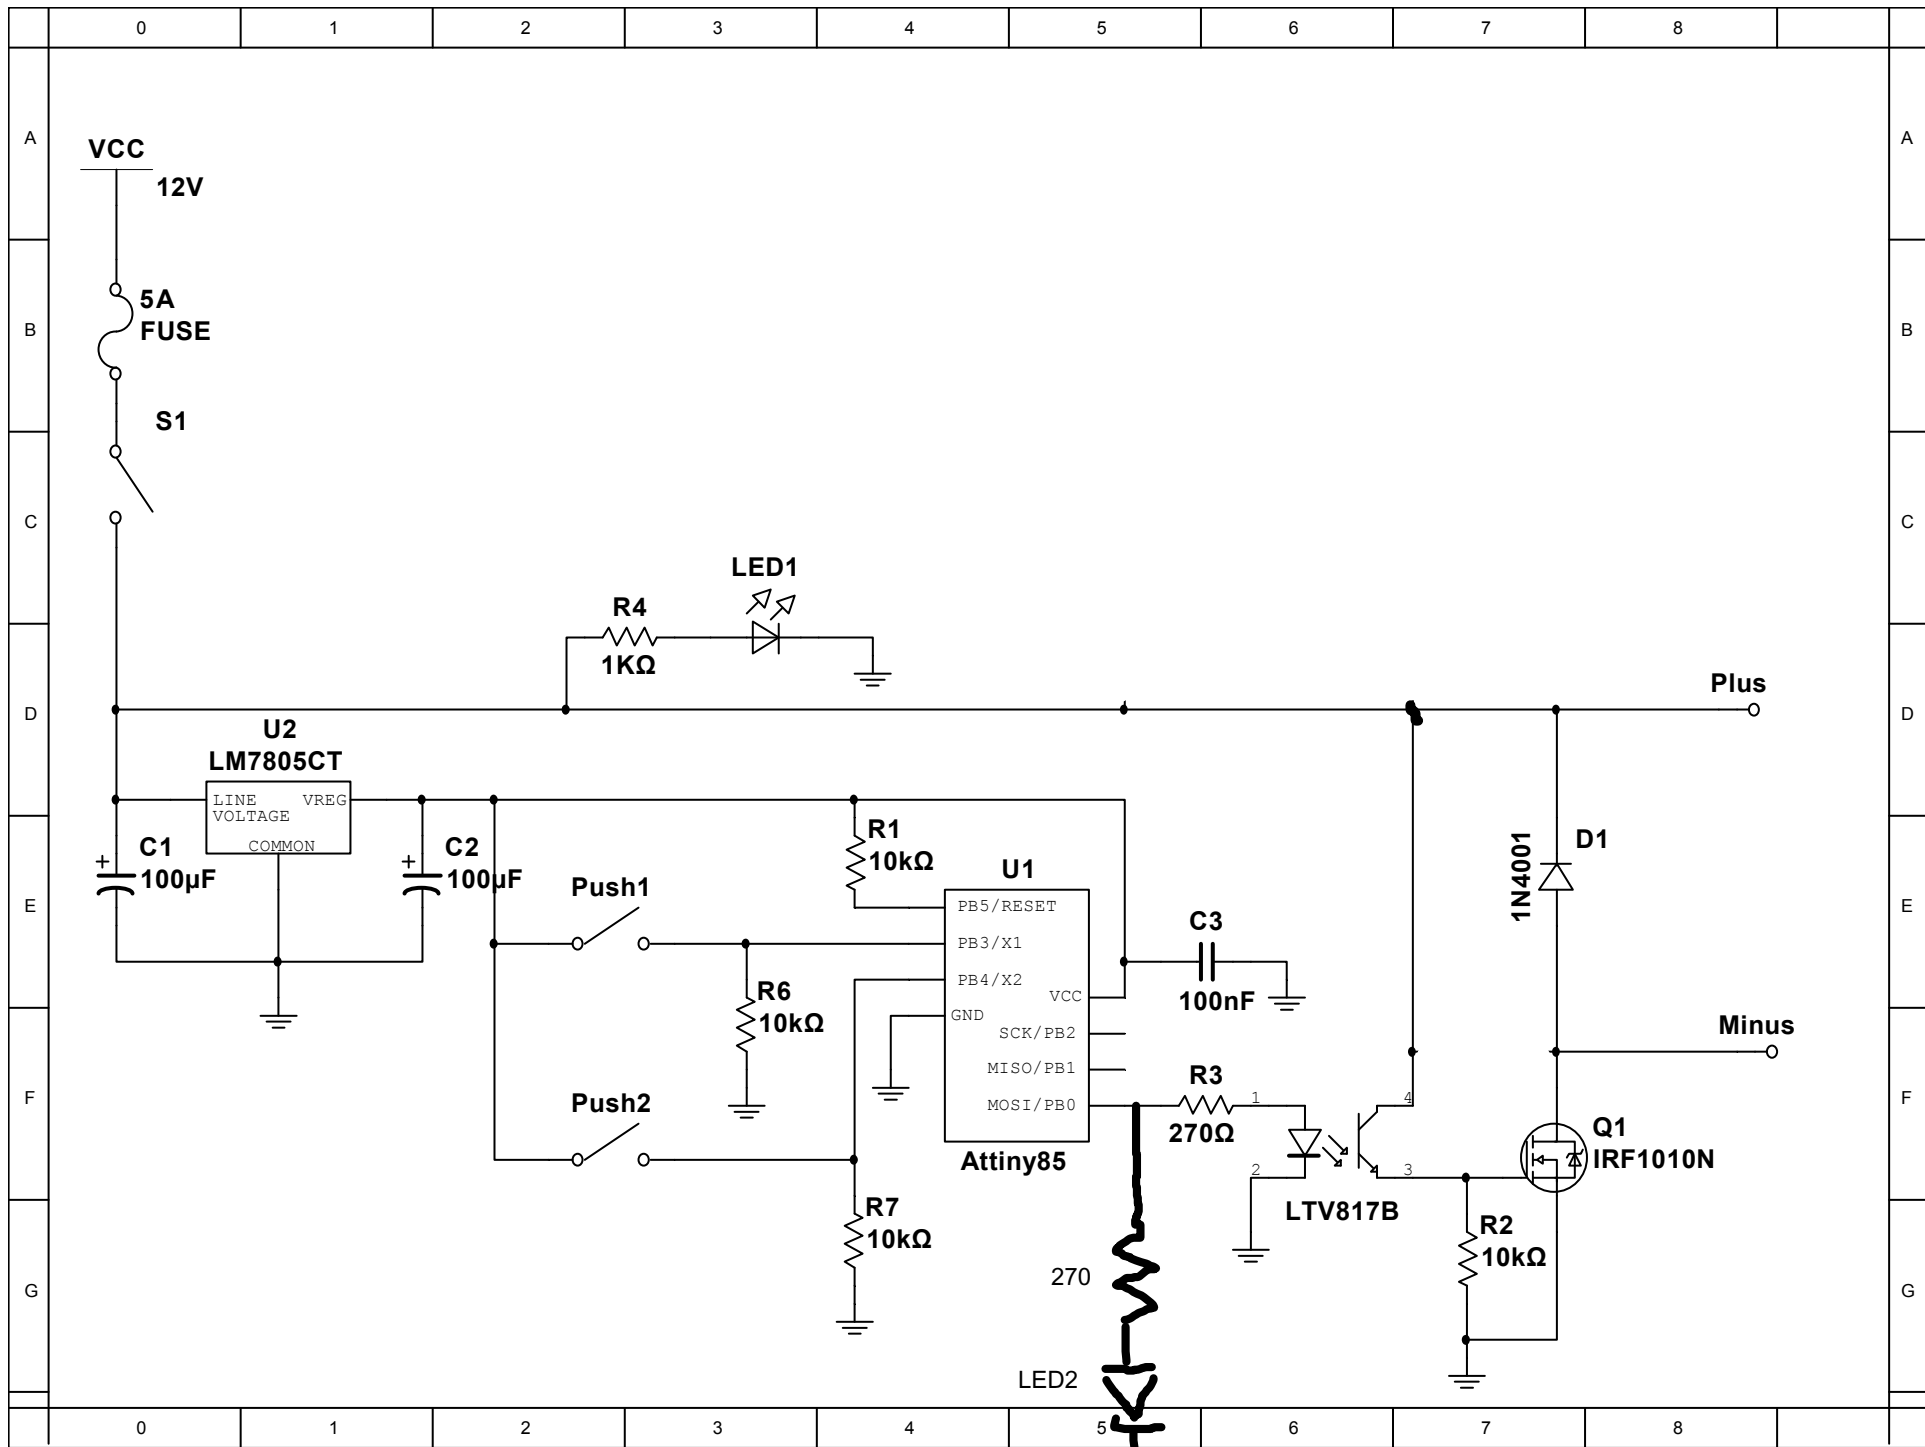 0 1 2 3 4 5 6 7 8
A A
VCC
12V
B B
5A
FUSE
S1
C C
LED1
R4
1KΩ
D D
Plus
U2
LM7805CT
LINE VREG
VOLTAGE
COMMON
C1
100µF
C2
100µF
E E
Push1
R1
10kΩ
U1
PB5/RESET
PB3/X1
PB4/X2
VCC
GND
SCK/PB2
MISO/PB1
MOSI/PB0
Attiny85
C3
100nF
1N4001
D1
R6
10kΩ
Minus
F F
Push2
R3
270Ω
1
2
4
3
LTV817B
Q1
IRF1010N
R7
10kΩ
R2
10kΩ
G G
270
LED2
0 1 2 3 4 5 6 7 8